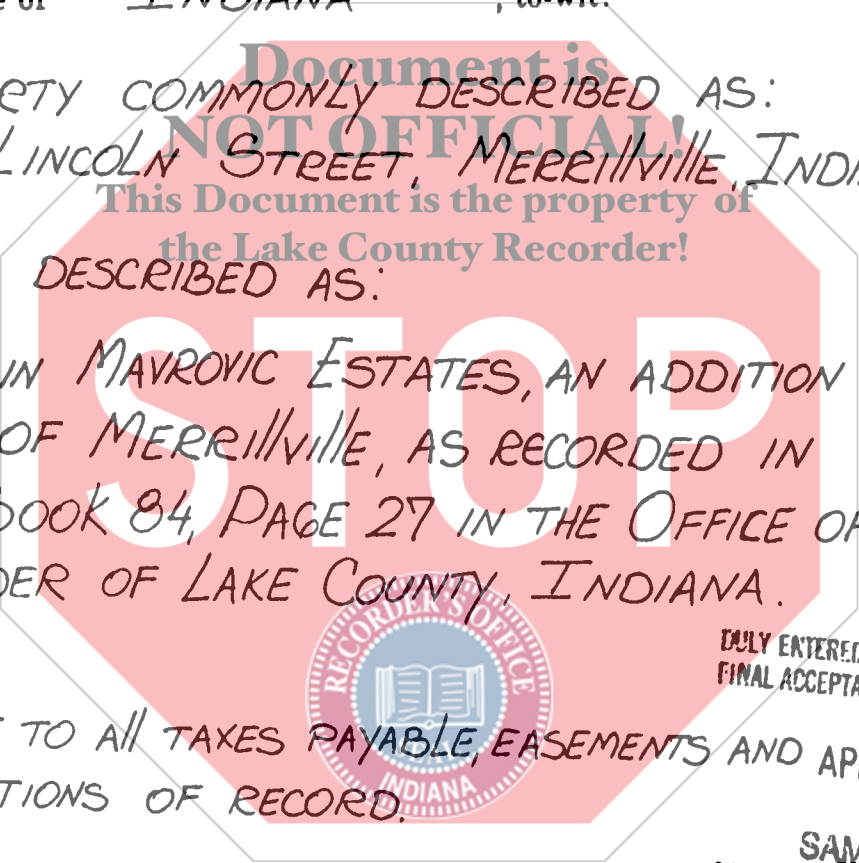 INDIANA , to-wit:
Document is
ETY COMMONLY DESCRIBED AS:
NOT OFFICIAL!
LINCOLN STREET, MERRILLVILLE, INDI
This Document is the property of
the Lake County Recorder!
DESCRIBED AS:
STOP
IN MAVROVIC ESTATES, AN ADDITION
OF MERRILLVILLE, AS RECORDED IN
BOOK 84, PAGE 27 IN THE OFFICE OF
DER OF LAKE COUNTY, INDIANA.
RECORDER'S OFFICE
INDIANA
DULY ENTERED
FINAL ACCEPTA
TO All TAXES PAYABLE, EASEMENTS AND
TIONS OF RECORD.
SAM